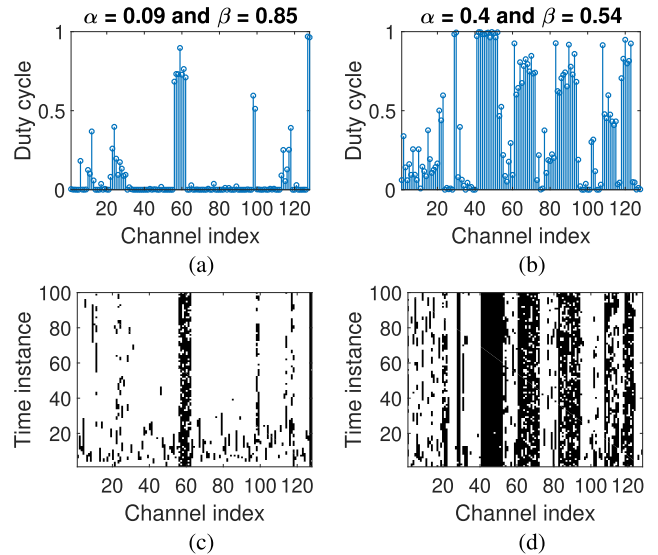 α = 0.09 and β = 0.85
α = 0.4 and β = 0.54
Duty cycle
1
0.5
0
20 40 60 80 100 120
Channel index
(a)
Duty cycle
1
0.5
0
20 40 60 80 100 120
Channel index
(b)
Time instance
100
80
60
40
20
20 40 60 80 100 120
Channel index
(c)
Time instance
100
80
60
40
20
20 40 60 80 100 120
Channel index
(d)